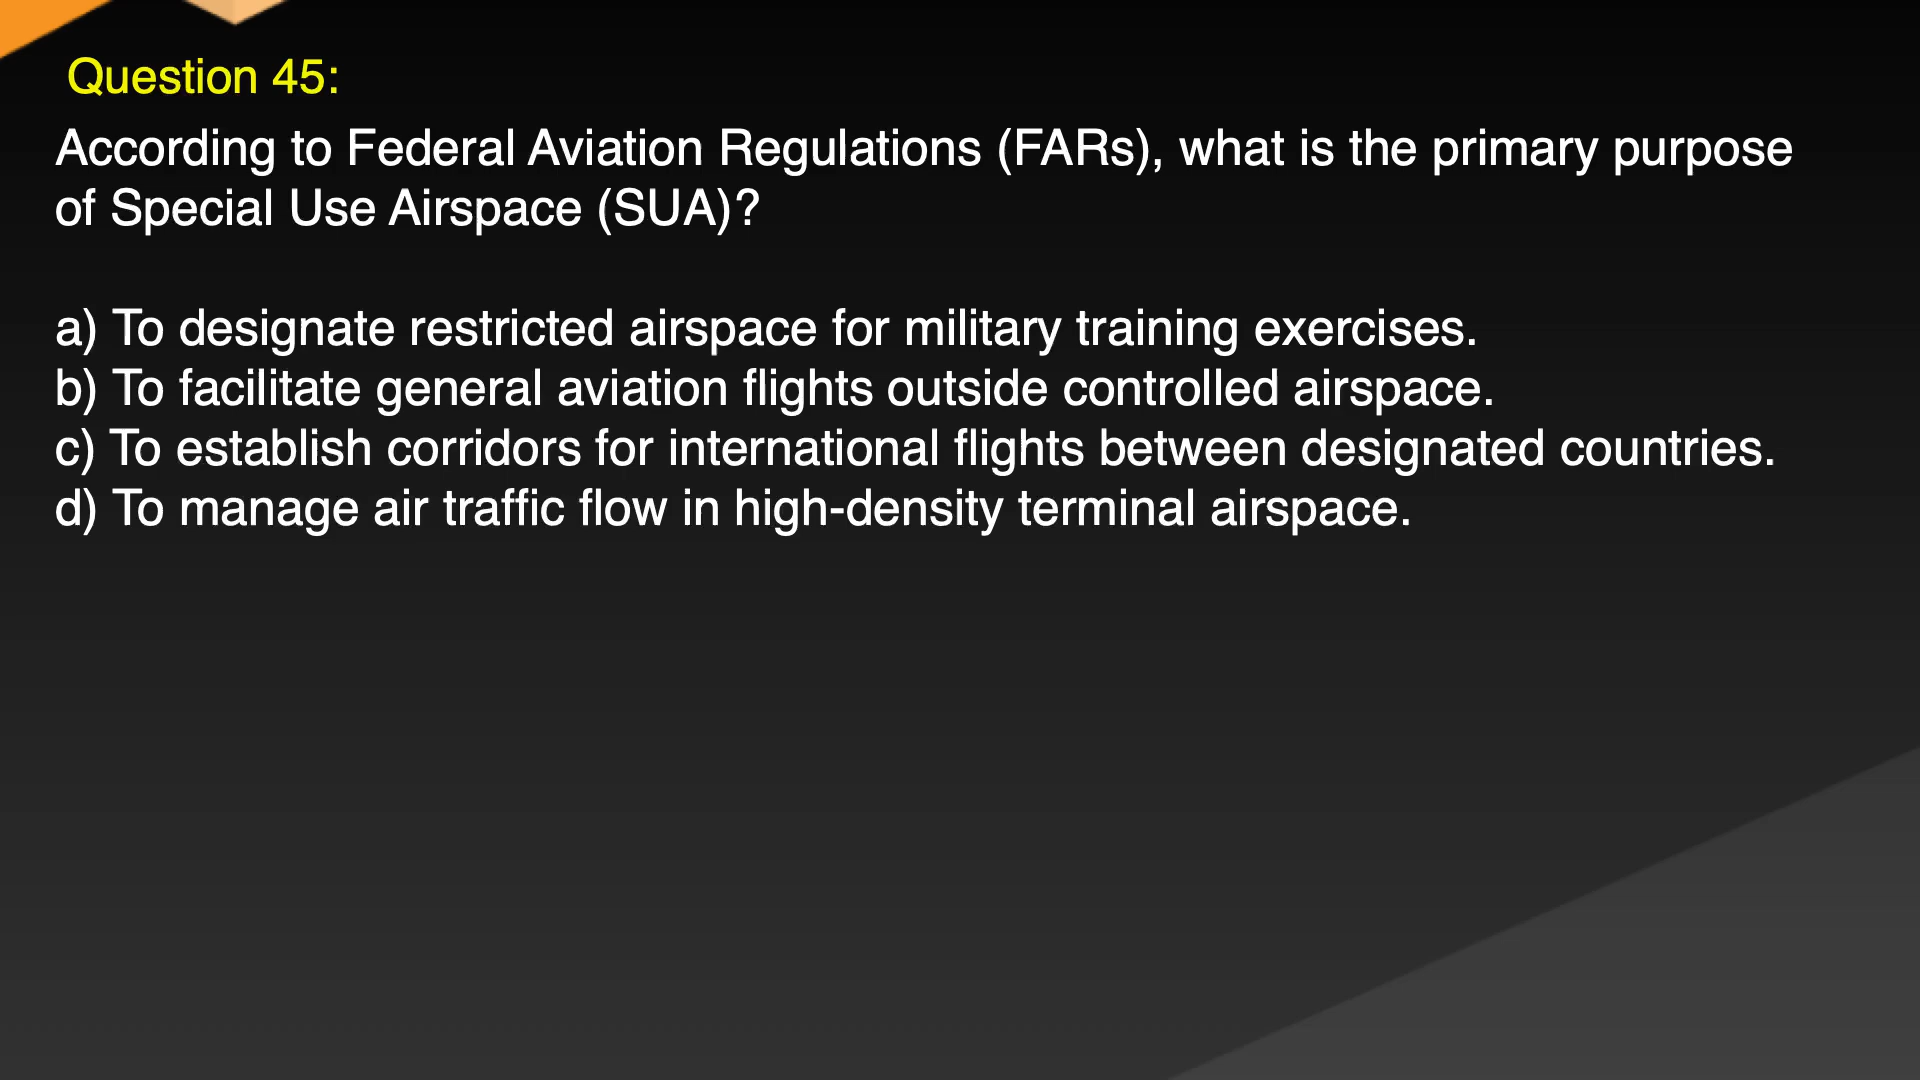 Question 45:
According to Federal Aviation Regulations (FARs), what is the primary purpose
of Special Use Airspace (SUA)?
a) To designate restricted airspace for military training exercises.
b) To facilitate general aviation flights outside controlled airspace.
c) To establish corridors for international flights between designated countries.
d) To manage air traffic flow in high-density terminal airspace.